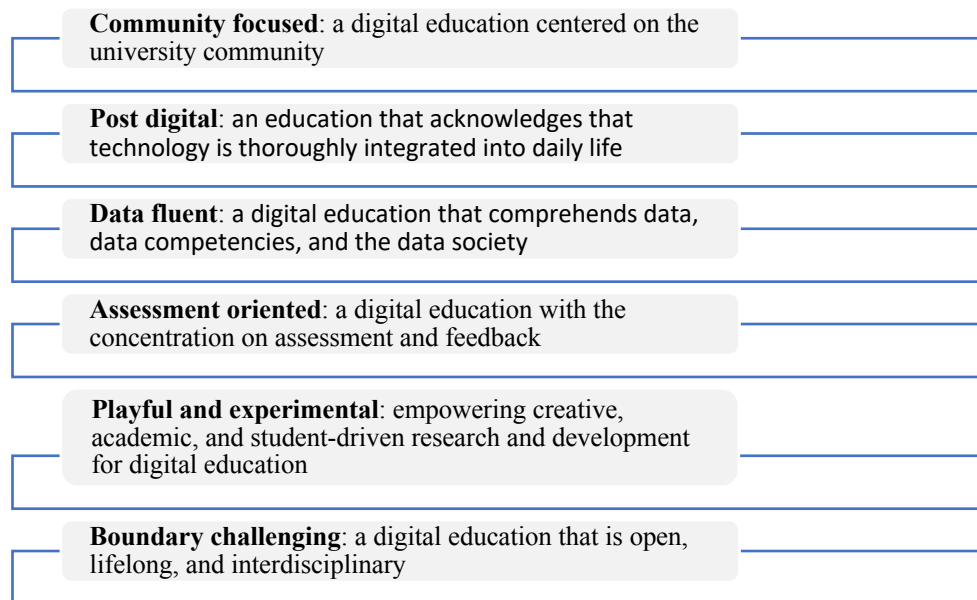 Community focused: a digital education centered on the
university community
Post digital: an education that acknowledges that
technology is thoroughly integrated into daily life
Data fluent: a digital education that comprehends data,
data competencies, and the data society
Assessment oriented: a digital education with the
concentration on assessment and feedback
Playful and experimental: empowering creative,
academic, and student-driven research and development
for digital education
Boundary challenging: a digital education that is open,
lifelong, and interdisciplinary